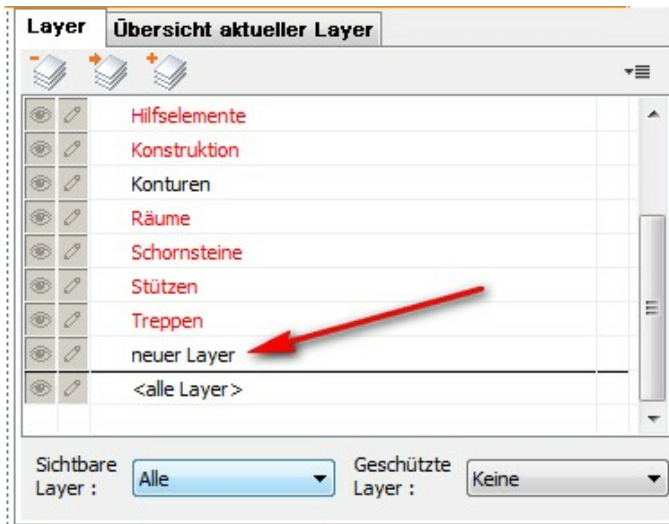 Layer Übersicht aktueller Layer
Hilfselemente
Konstruktion
Konturen
Räume
Schornsteine
Stützen
Treppen
neuer Layer
<alle Layer>
Sichtbare Layer : Alle Geschützte Layer : Keine